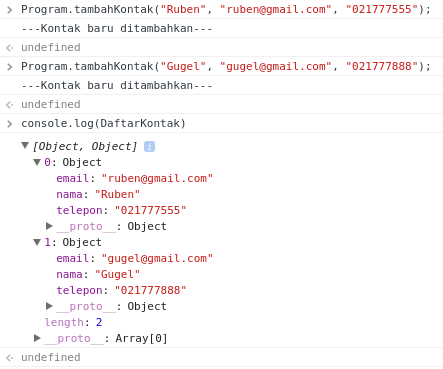 > Program.tambahKontak("Ruben", "ruben@gmail.com", "021777555");
---Kontak baru ditambahkan---
undefined
> Program.tambahKontak("Gugel", "gugel@gmail.com", "021777888");
---Kontak baru ditambahkan---
undefined
> console.log(DaftarKontak)
[Object, Object] i
0: Object
email: "ruben@gmail.com"
nama: "Ruben"
telepon: "021777555"
__proto__: Object
1: Object
email: "gugel@gmail.com"
nama: "Gugel"
telepon: "021777888"
__proto__: Object
length: 2
__proto__: Array[0]
undefined